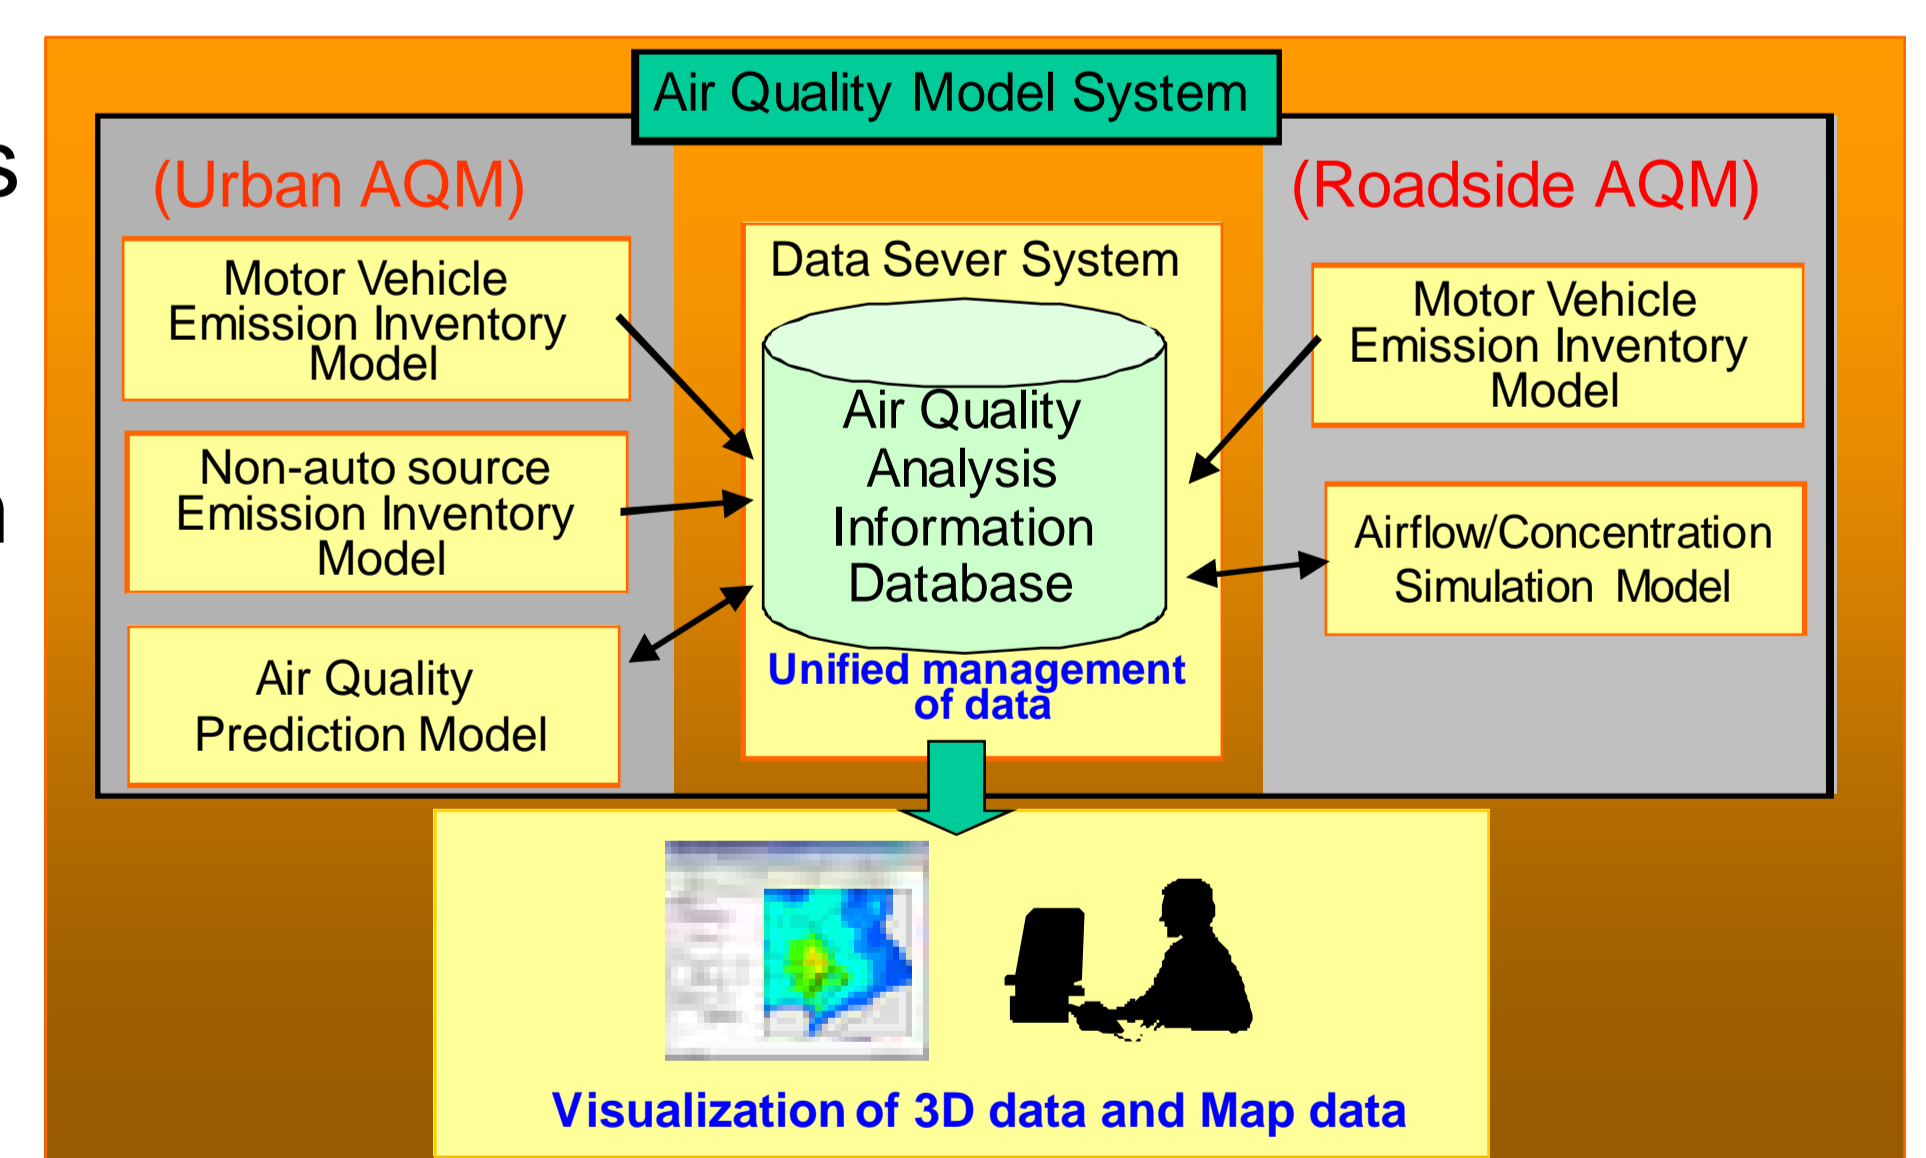 s
n
Air Quality Model System
(Urban AQM)
Motor Vehicle
Emission Inventory
Model
Non-auto source
Emission Inventory
Model
Air Quality
Prediction Model
Data Sever System
Air Quality
Analysis
Information
Database
Unified management
of data
(Roadside AQM)
Motor Vehicle
Emission Inventory
Model
Airflow/Concentration
Simulation Model
Visualization of 3D data and Map data